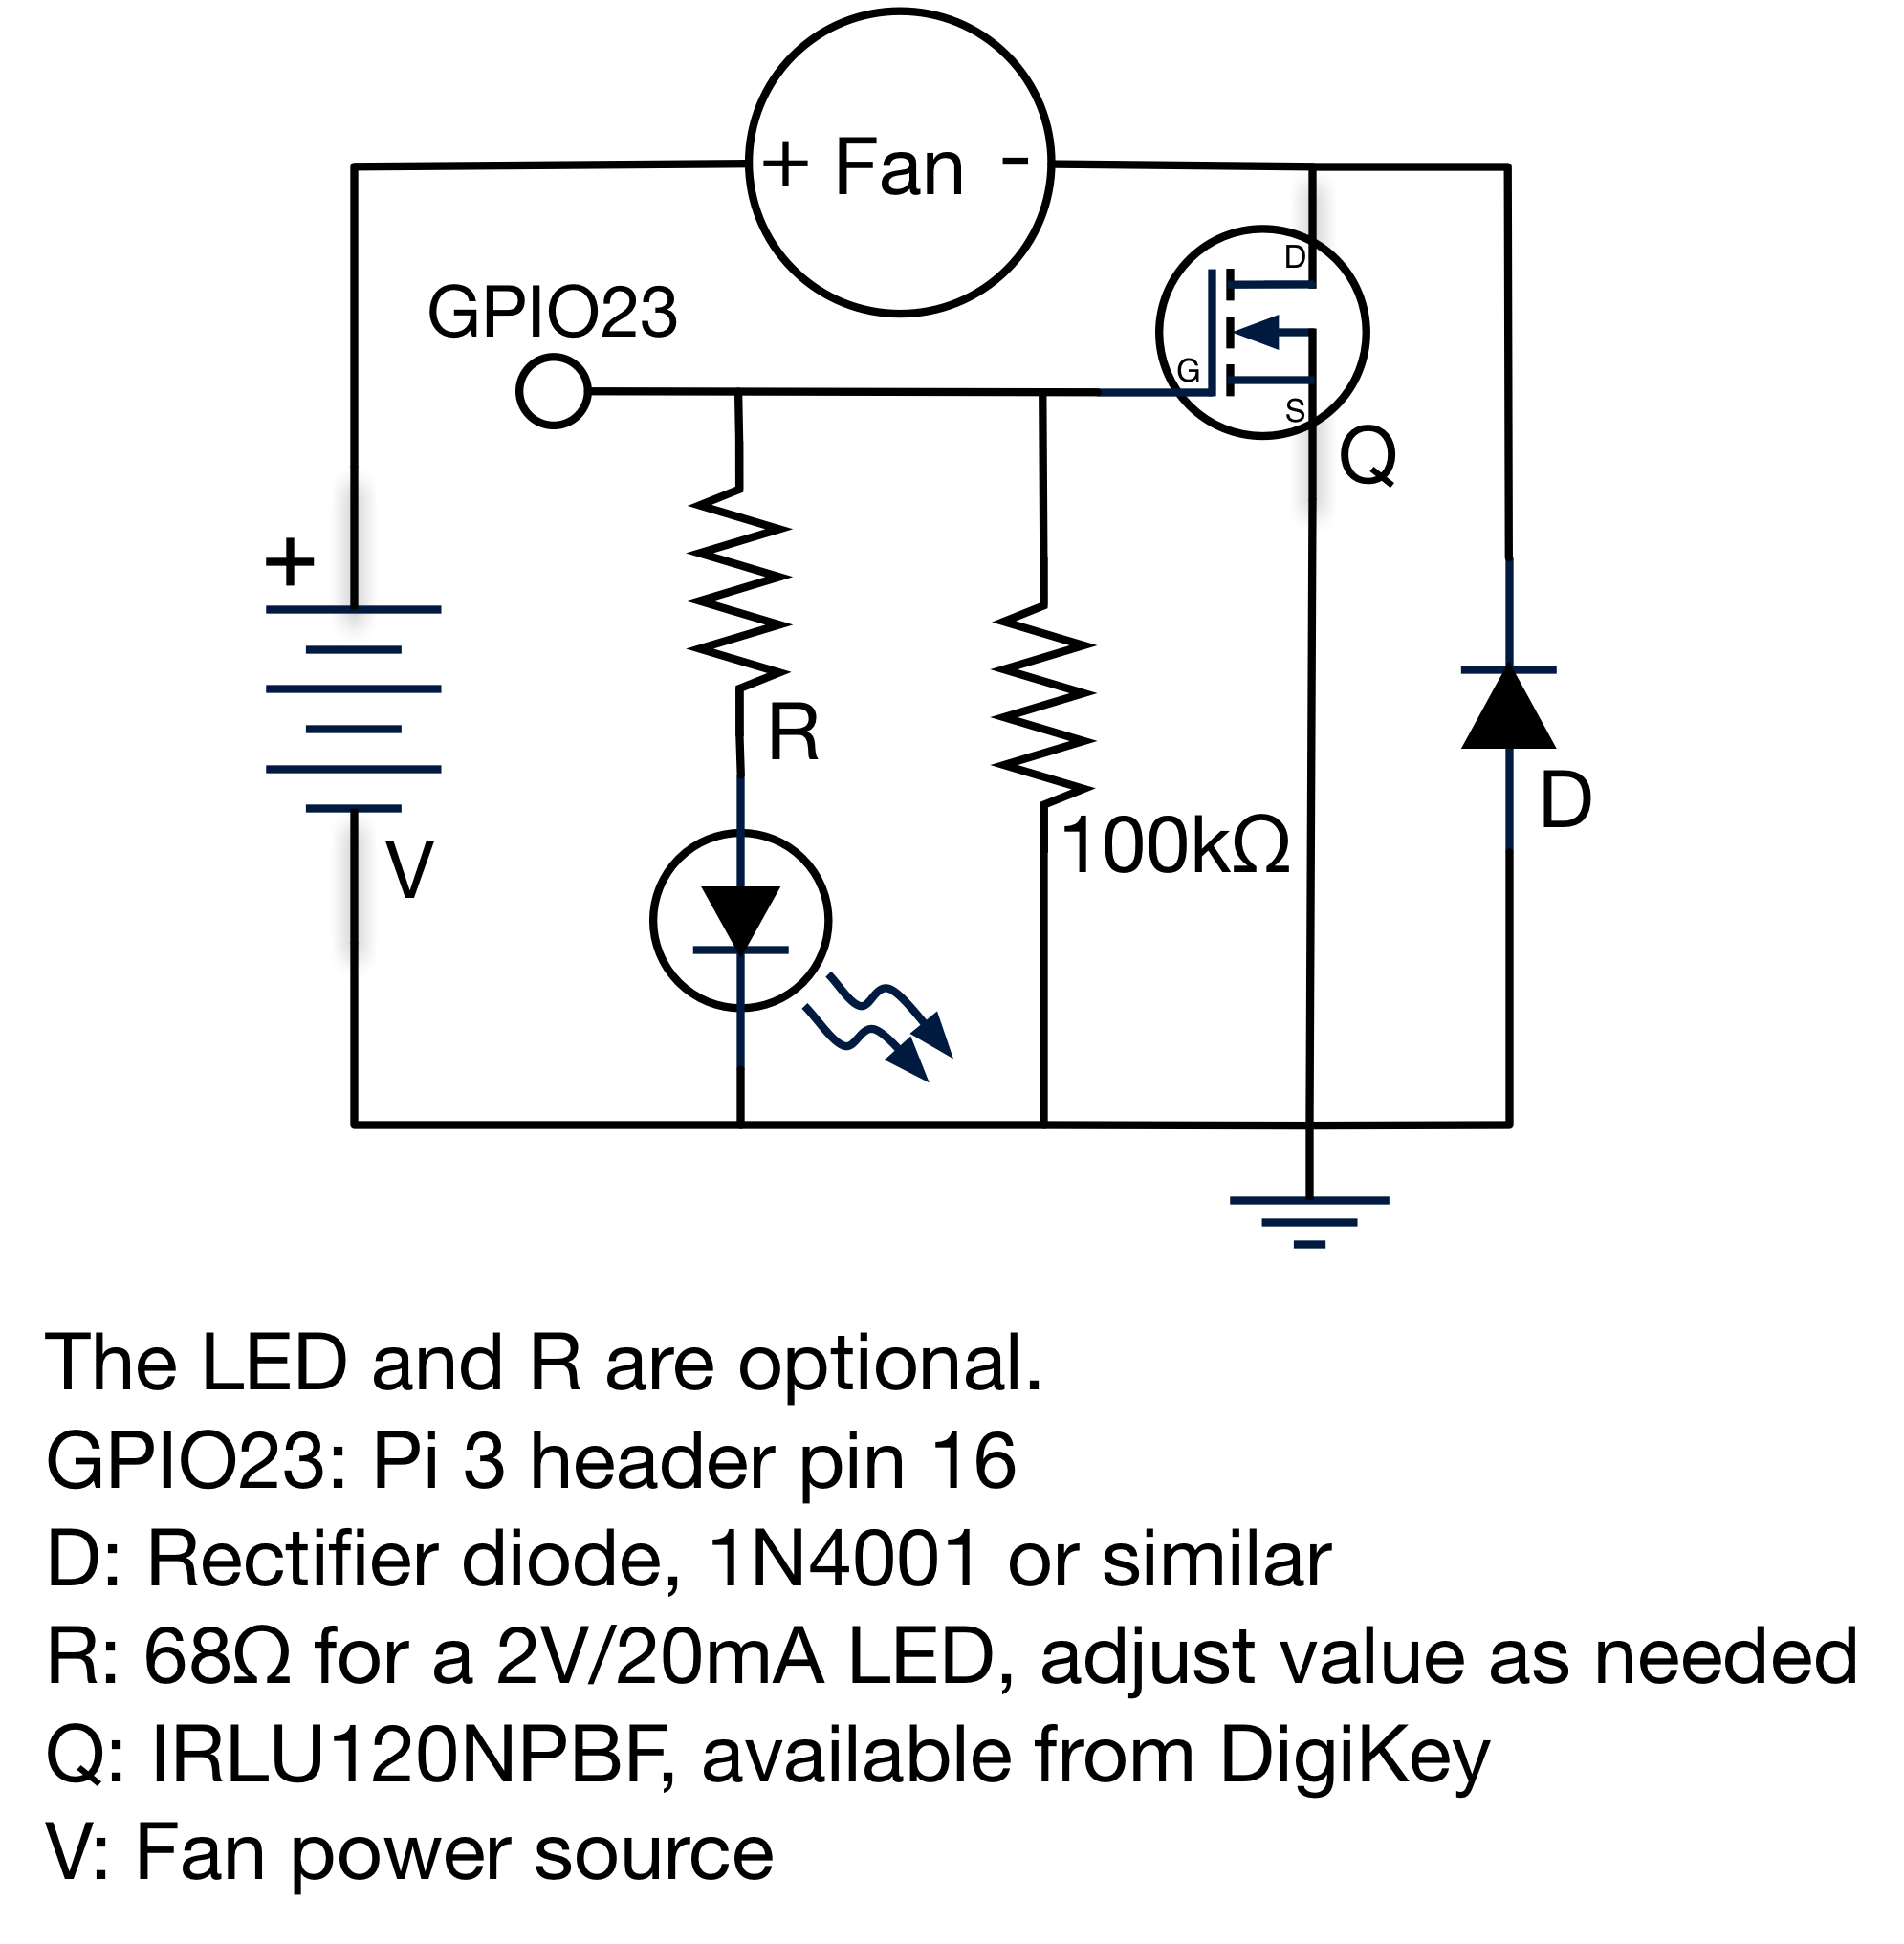 + Fan -
GPIO23
D
G
S
Q
+
R
V
100kΩ
D
The LED and R are optional.
GPIO23: Pi 3 header pin 16
D: Rectifier diode, 1N4001 or similar
R: 68Ω for a 2V/20mA LED, adjust value as needed
Q: IRLU120NPBF, available from DigiKey
V: Fan power source